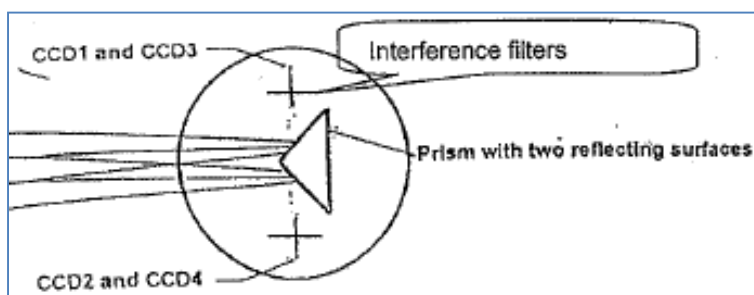 CCD1 and CCD3
Interference filters
Prism with two reflecting surfaces
CCD2 and CCD4